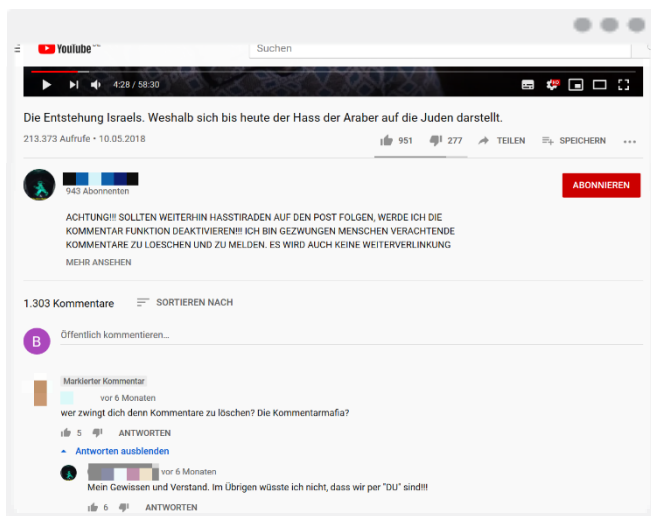 YouTube
Suchen
4:28 / 58:30
Die Entstehung Israels. Weshalb sich bis heute der Hass der Araber auf die Juden darstellt.
213.373 Aufrufe • 10.05.2018
951 277 TEILEN SPEICHERN
943 Abonnenten
ABONNIEREN
ACHTUNG!!! SOLLTEN WEITERHIN HASSTIRADEN AUF DEN POST FOLGEN, WERDE ICH DIE
KOMMENTAR FUNKTION DEAKTIVIEREN!!! ICH BIN GEZWUNGEN MENSCHEN VERACHTENDE
KOMMENTARE ZU LOESCHEN UND ZU MELDEN. ES WIRD AUCH KEINE WEITERVERLINKUNG
MEHR ANSEHEN
1.303 Kommentare SORTIEREN NACH
B
Öffentlich kommentieren...
Markierter Kommentar
vor 6 Monaten
wer zwingt dich denn Kommentare zu löschen? Die Kommentarmafia?
5 ANTWORTEN
Antworten ausblenden
vor 6 Monaten
Mein Gewissen und Verstand. Im Übrigen wüsste ich nicht, dass wir per "DU" sind!!!
6 ANTWORTEN